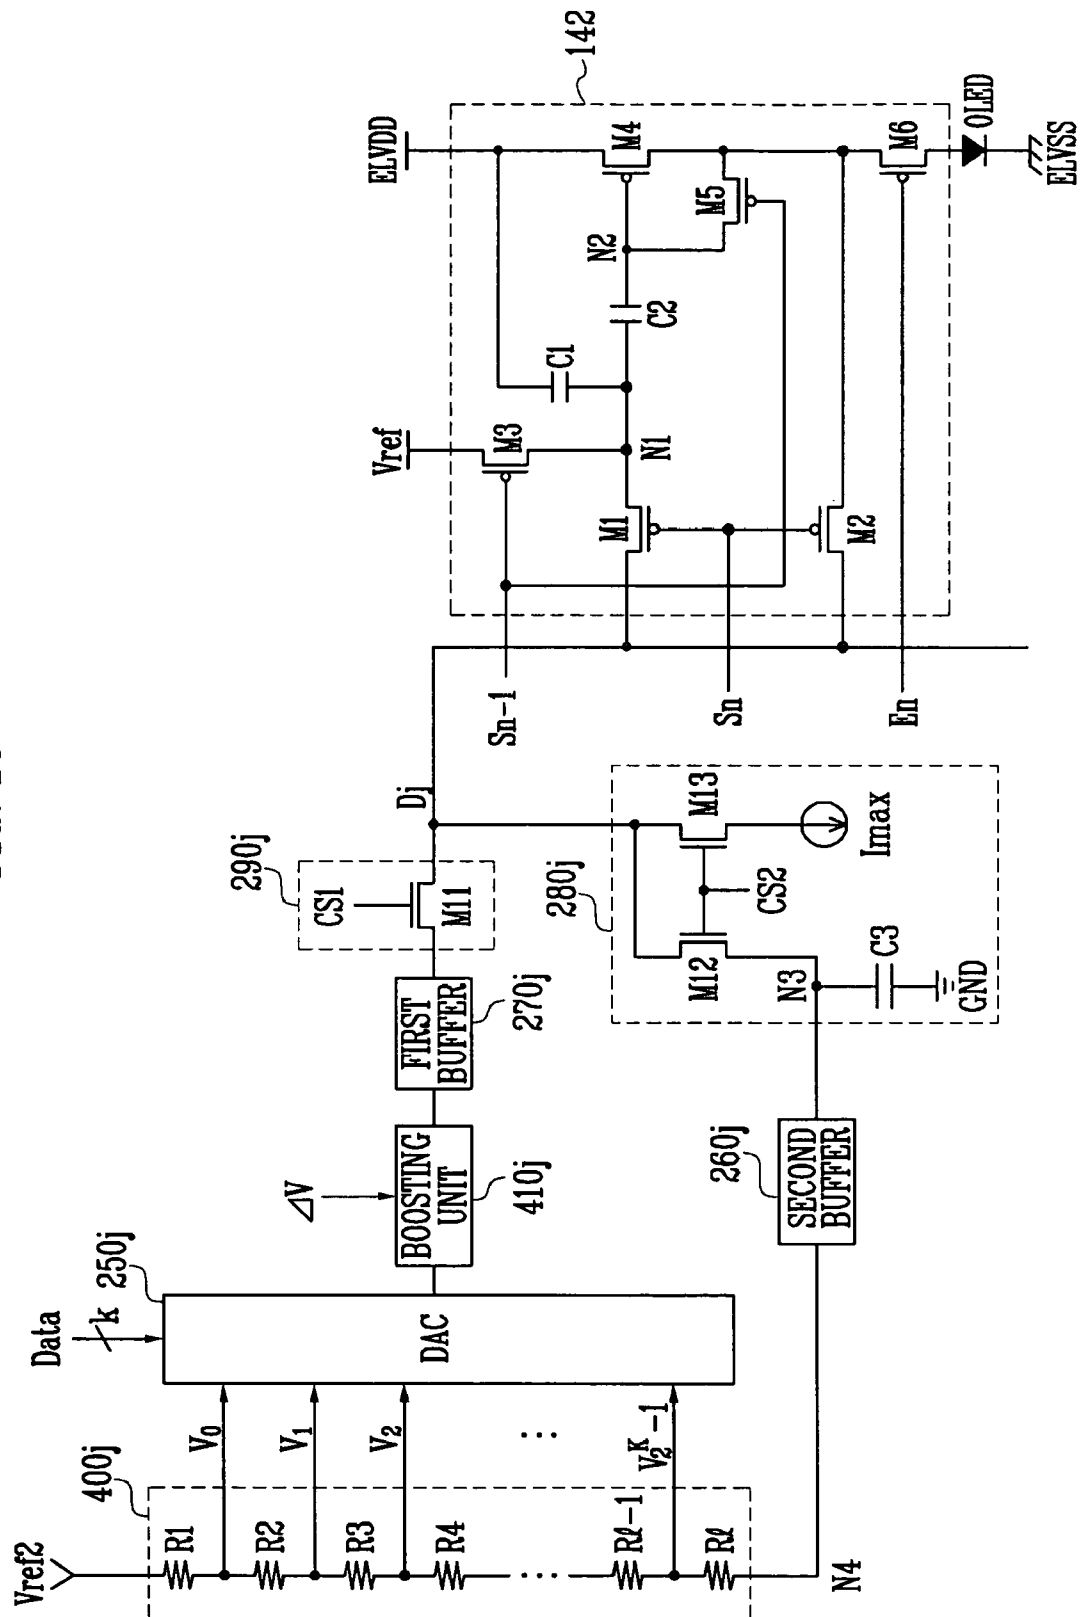 Vref2
400j
R1
R2
R3
R4
Rℓ-1
Rℓ
N4
V0
V1
V2
...
...
V2^K-1
Data
k
250j
DAC
ΔV
BOOSTING
UNIT
410j
FIRST
BUFFER
270j
SECOND
BUFFER
260j
290j
CS1
M11
Dj
280j
M12
M13
CS2
N3
C3
GND
Imax
Sn-1
Sn
En
142
Vref
M3
M1
N1
C1
C2
N2
M2
ELVDD
M4
M5
M6
OLED
ELVSS